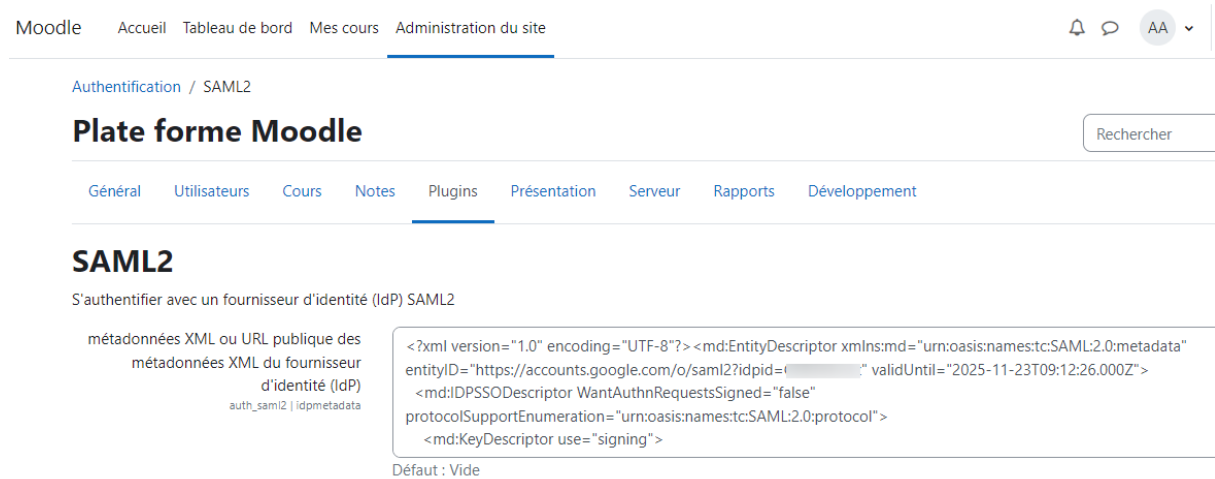 Moodle Accueil Tableau de bord Mes cours Administration du site AA
Authentification / SAML2
Plate forme Moodle
Rechercher
Général Utilisateurs Cours Notes Plugins Présentation Serveur Rapports Développement
SAML2
S'authentifier avec un fournisseur d'identité (IdP) SAML2
métadonnées XML ou URL publique des
métadonnées XML du fournisseur
d'identité (IdP)
auth_saml2 | idpmetadata
<?xml version="1.0" encoding="UTF-8"?><md:EntityDescriptor xmlns:md="urn:oasis:names:tc:SAML:2.0:metadata"
entityID="https://accounts.google.com/o/saml2?idpid= " validUntil="2025-11-23T09:12:26.000Z">
<md:IDPSSODescriptor WantAuthnRequestsSigned="false"
protocolSupportEnumeration="urn:oasis:names:tc:SAML:2.0:protocol">
<md:KeyDescriptor use="signing">
Défaut : Vide